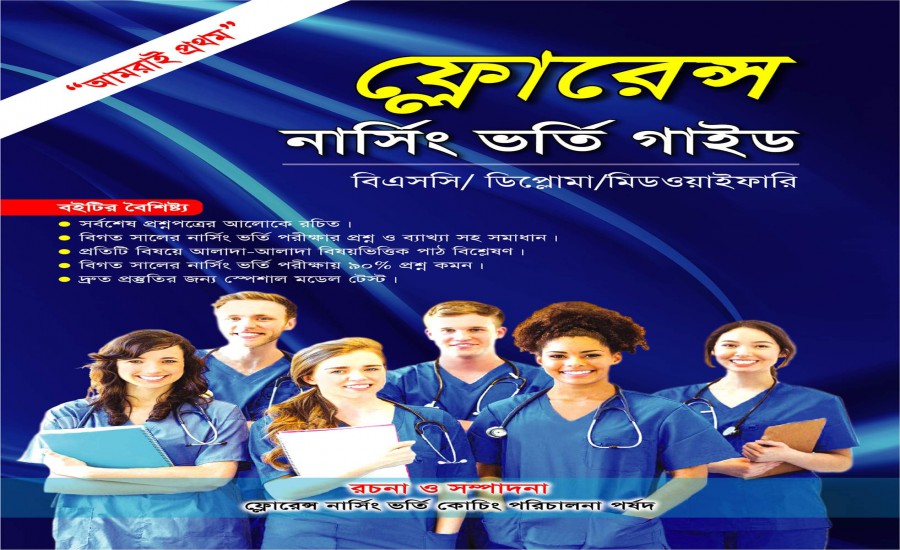 “আমরাই প্রথম”
ফ্লোরেন্স
নার্সিং ভর্তি গাইড
বিএসসি/ ডিপ্লোমা/মিডওয়াইফারি
বইটির বৈশিষ্ট্য
সর্বশেষ প্রশ্নপত্রের আলোকে রচিত।
বিগত সালের নার্সিং ভর্তি পরীক্ষার প্রশ্ন ও ব্যাখ্যা সহ সমাধান।
প্রতিটি বিষয়ে আলাদা-আলাদা বিষয়ভিত্তিক পাঠ বিশ্লেষণ।
বিগত সালের নার্সিং ভর্তি পরীক্ষায় ৯০% প্রশ্ন কমন।
দ্রুত প্রস্তুতির জন্য স্পেশাল মডেল টেস্ট।
রচনা ও সম্পাদনা
ফ্লোরেন্স নার্সিং ভর্তি কোচিং পরিচালনা পর্ষদ